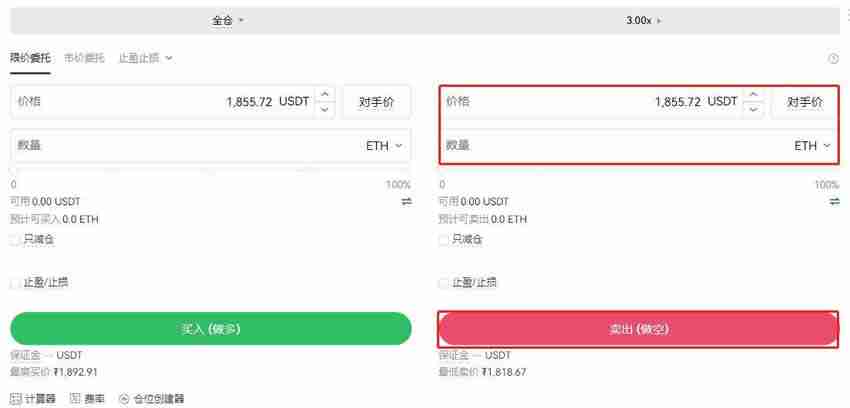 全仓 3.00x
限价委托 市价委托 止盈止损
价格 1,855.72 USDT 对手价
数量 ETH
0 100%
可用 0.00 USDT
预计可买入 0.0 ETH
只减仓
止盈/止损
买入 (做多)
保证金 -- USDT
最高买价 ₮1,892.91
价格 1,855.72 USDT 对手价
数量 ETH
0 100%
可用 0.00 USDT
预计可卖出 0.0 ETH
只减仓
止盈/止损
卖出 (做空)
保证金 -- USDT
最低卖价 ₮1,818.67
计算器 费率 仓位创建器